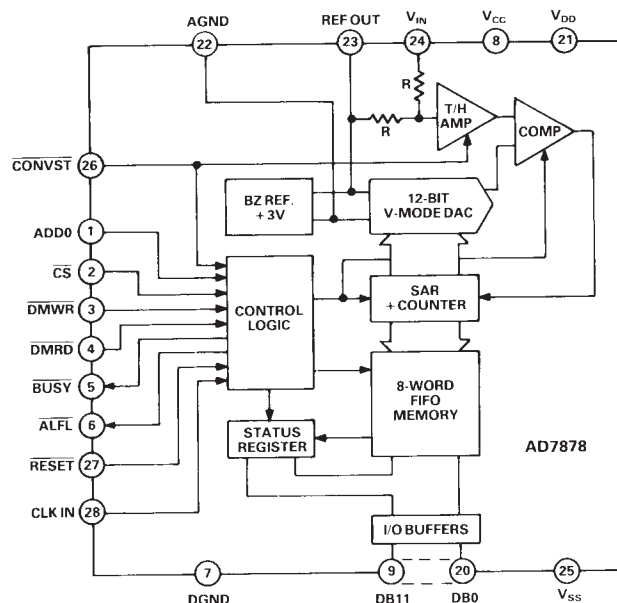 AGND
REF OUT
V_IN
V_CC
V_DD
22
23
24
8
21
R
R
T/H
AMP
COMP
CONVST
26
BZ REF.
+ 3V
12-BIT
V-MODE DAC
ADD0
1
CS
2
DMWR
3
DMRD
4
BUSY
5
ALFL
6
RESET
27
CLK IN
28
CONTROL
LOGIC
SAR
+ COUNTER
8-WORD
FIFO
MEMORY
STATUS
REGISTER
AD7878
I/O BUFFERS
7
9
20
25
DGND
DB11
DB0
V_SS